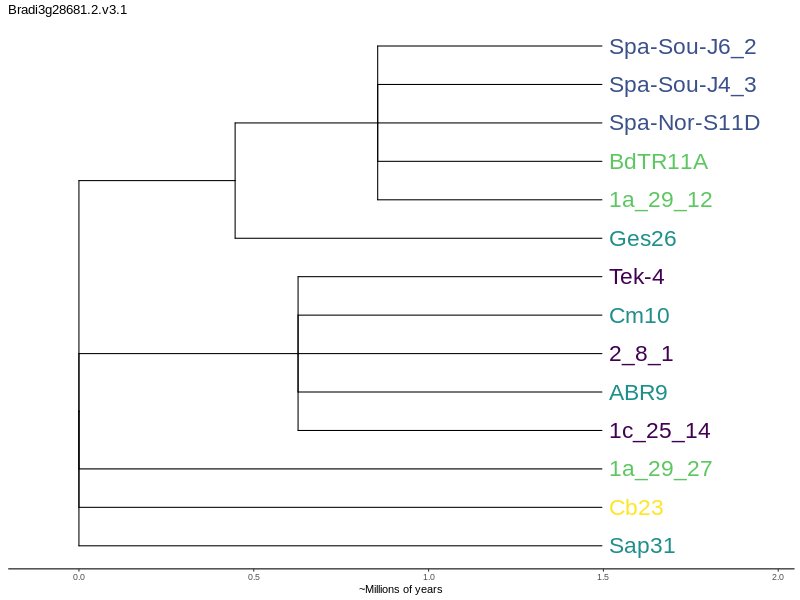 Bradi3g28681.2.v3.1
Spa-Sou-J6_2
Spa-Sou-J4_3
Spa-Nor-S11D
BdTR11A
1a_29_12
Ges26
Tek-4
Cm10
2_8_1
ABR9
1c_25_14
1a_29_27
Cb23
Sap31
0.0 0.5 1.0 1.5 2.0
~Millions of years